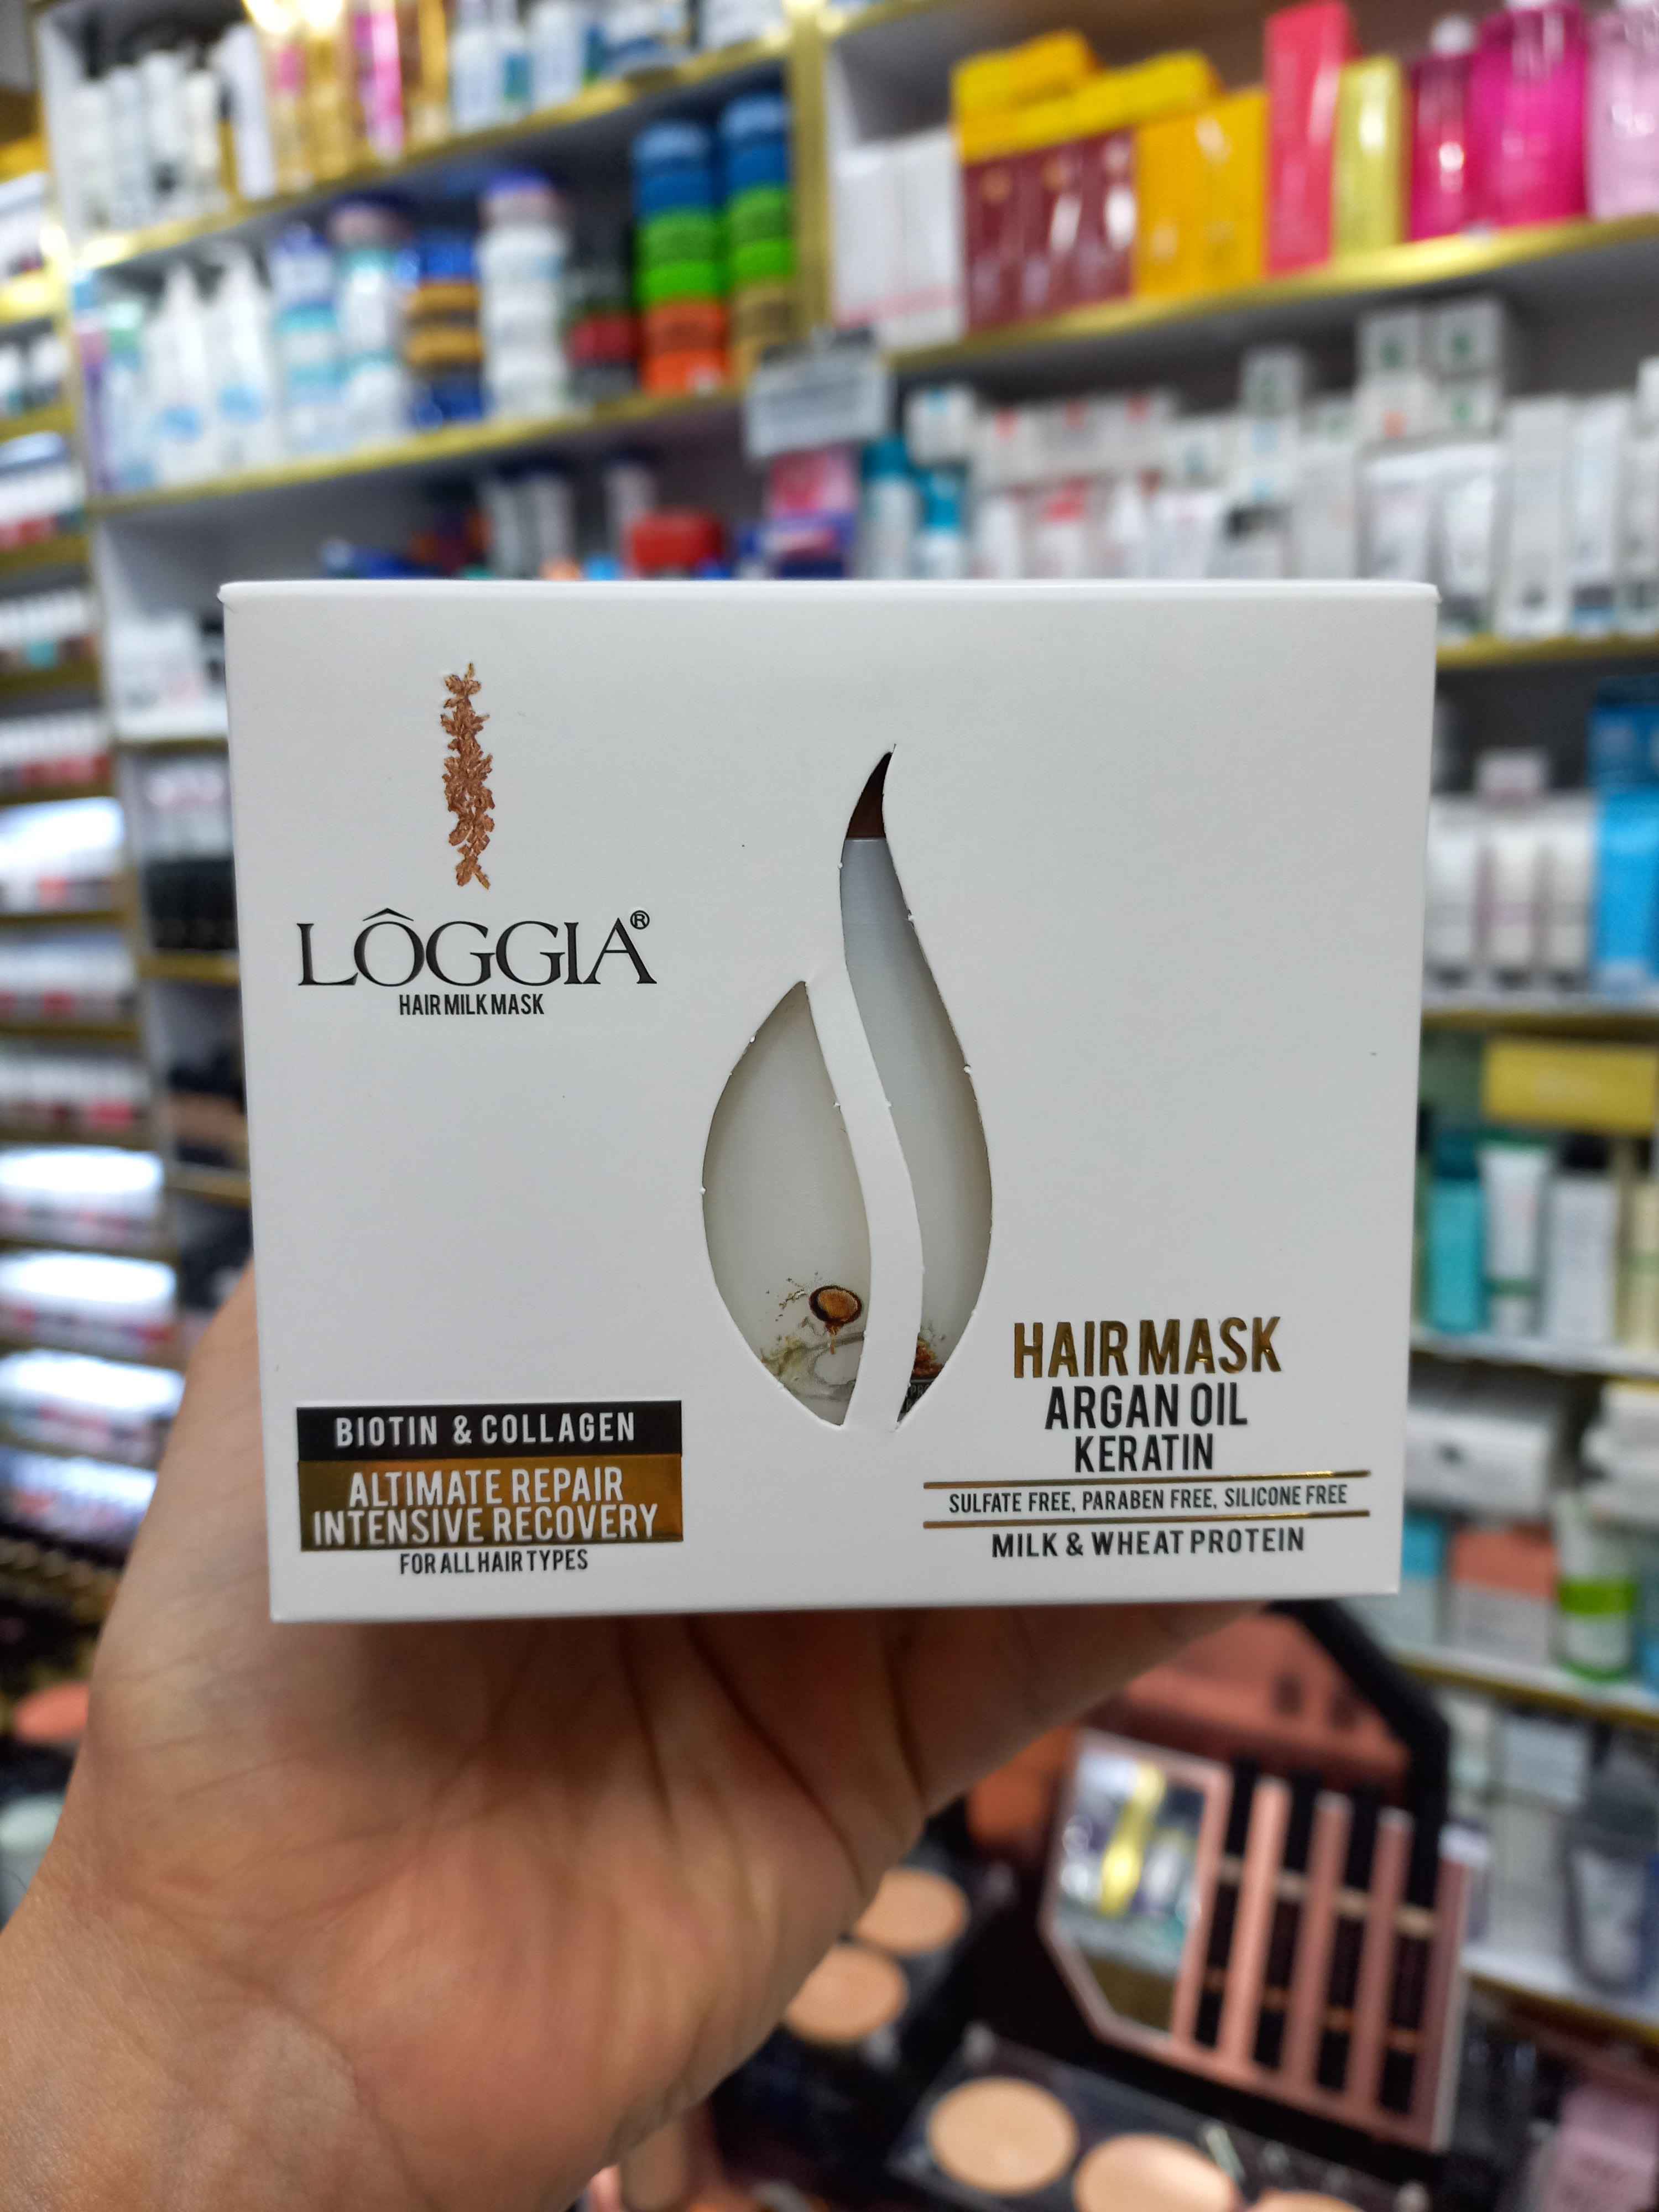 LÔGGIA®
HAIR MILK MASK
BIOTIN & COLLAGEN
ALTIMATE REPAIR
INTENSIVE RECOVERY
FOR ALL HAIR TYPES
HAIR MASK
ARGAN OIL
KERATIN
SULFATE FREE, PARABEN FREE, SILICONE FREE
MILK & WHEAT PROTEIN